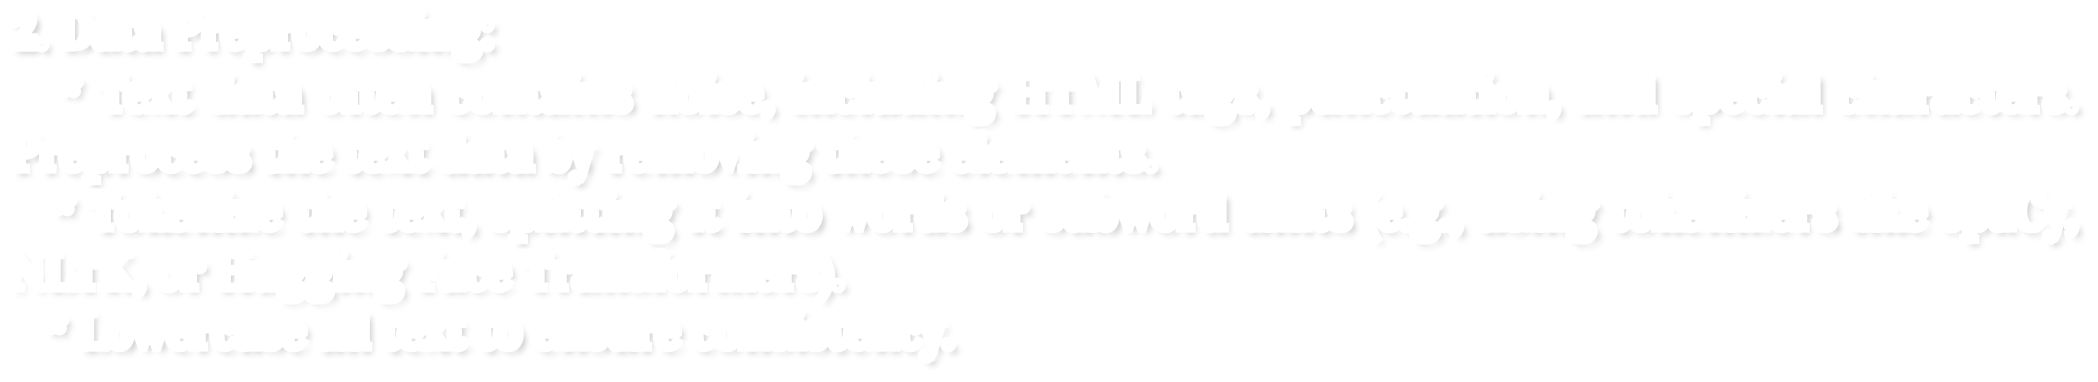 2. Data Preprocessing:
* Text data often contains noise, including HTML tags, punctuation, and special characters.
Preprocess the text data by removing these elements.
* Tokenize the text, splitting it into words or subword units (e.g., using tokenizers like spaCy,
NLTK, or Hugging Face Transformers).
* Lowercase all text to ensure consistency.